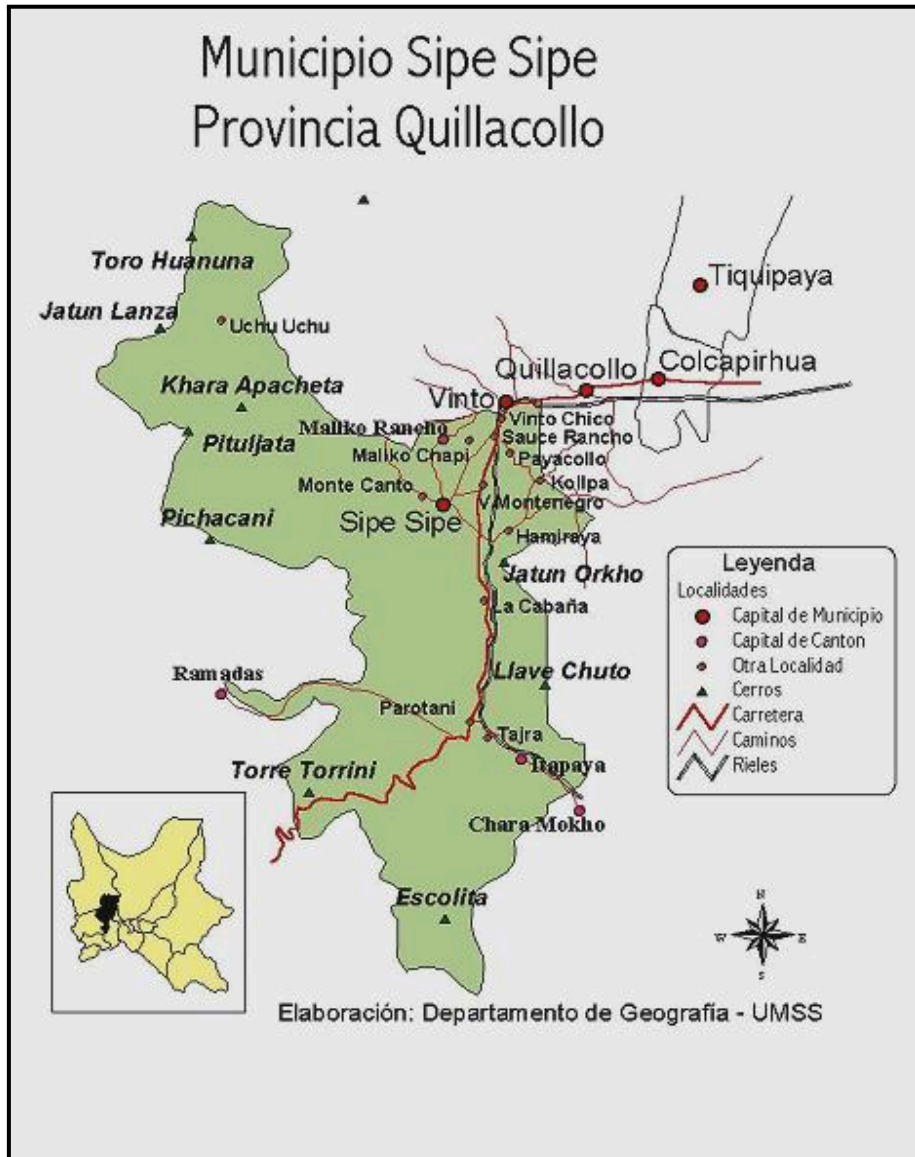 Municipio Sipe Sipe
Provincia Quillacollo
Toro Huanuna
Tiquipaya
Jatun Lanza
Uchu Uchu
Quillacollo
Colcapirhua
Khara Apacheta
Vinto
Vinto Chico
Maliko Rancho
Sauce Rancho
Pituljata
Maliko Chapi
Payacollo
Monte Canto
Kollpa
V.Montenegro
Pichacani
Sipe Sipe
Hamiraya
Jatun Orkho
La Cabaña
Ramadas
Llave Chuto
Parotani
Tajra
Torre Torrini
Itapaya
Chara Mokho
Escolita
Leyenda
Localidades
Capital de Municipio
Capital de Canton
Otra Localidad
Cerros
Carretera
Caminos
Rieles
N
W
E
S
Elaboración: Departamento de Geografía - UMSS